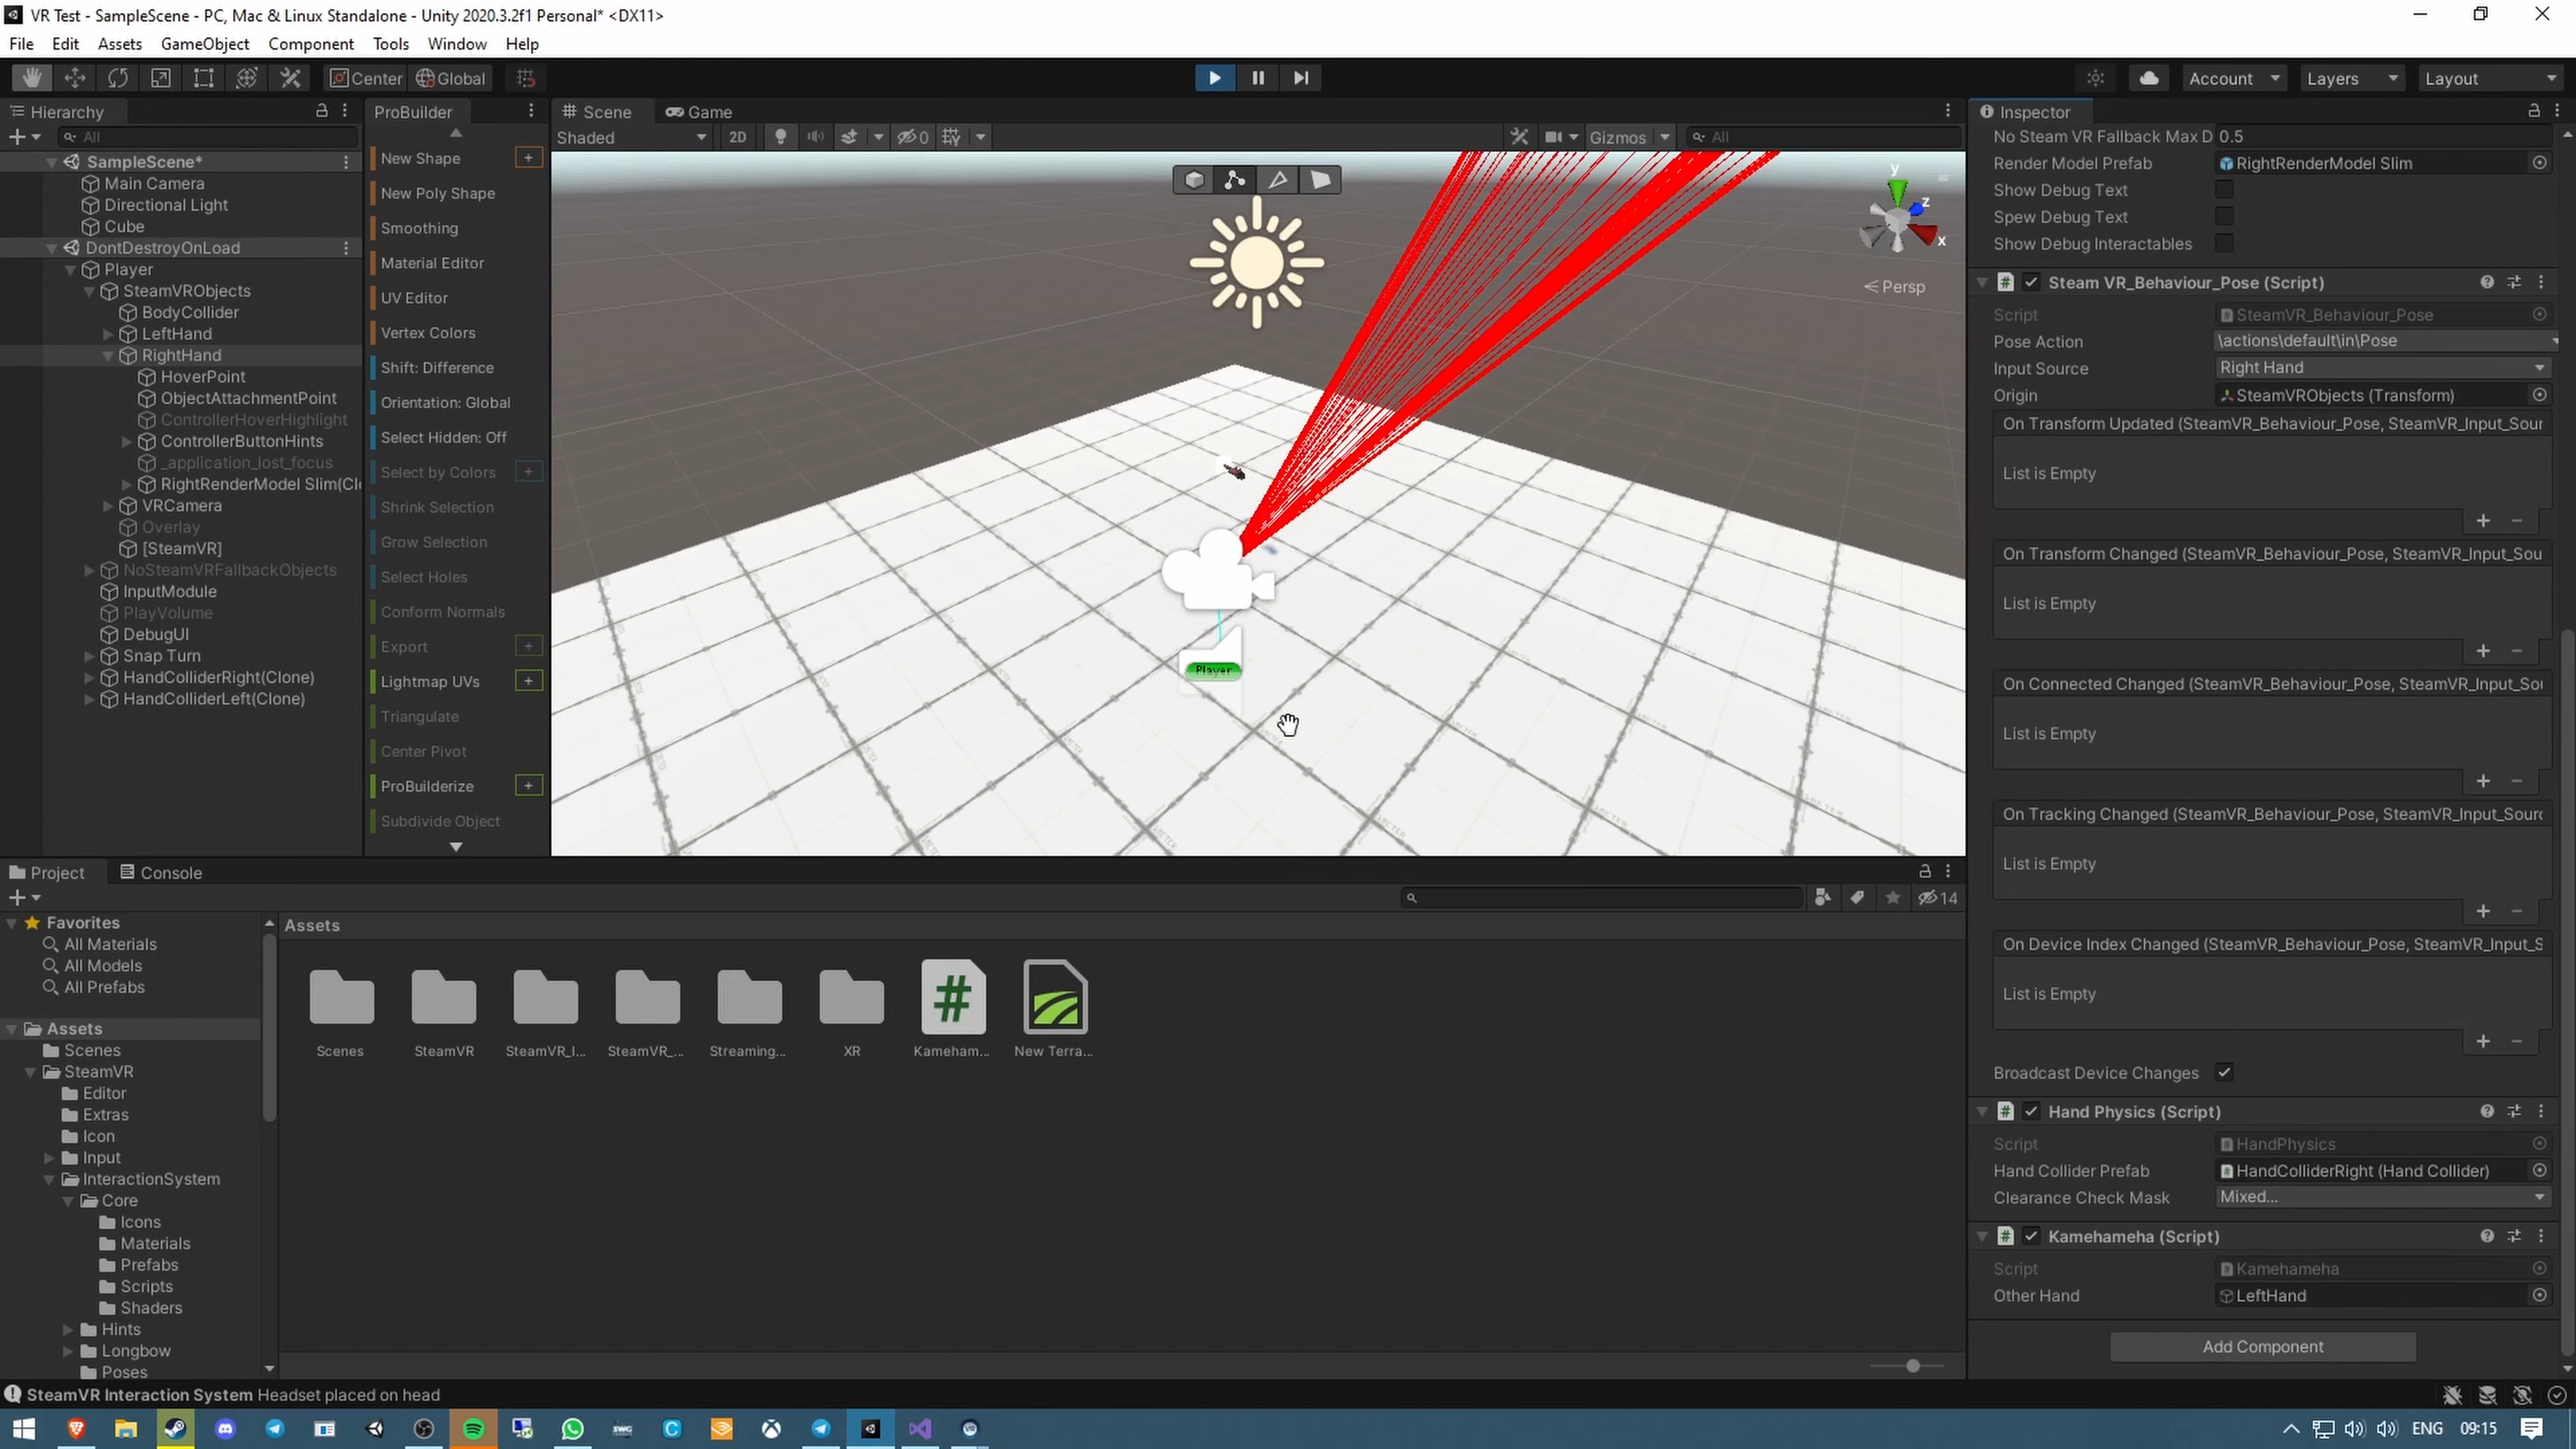 VR Test - SampleScene - PC, Mac & Linux Standalone - Unity 2020.3.2f1 Personal* <DX11>
File Edit Assets GameObject Component Tools Window Help
Center Global
Account Layers Layout
Hierarchy
All
SampleScene*
Main Camera
Directional Light
Cube
DontDestroyOnLoad
Player
SteamVRObjects
BodyCollider
LeftHand
RightHand
HoverPoint
ObjectAttachmentPoint
ControllerHoverHighlight
ControllerButtonHints
_application_lost_focus
RightRenderModel Slim(Cl
VRCamera
Overlay
[SteamVR]
NoSteamVRFallbackObjects
InputModule
PlayVolume
DebugUI
Snap Turn
HandColliderRight(Clone)
HandColliderLeft(Clone)
ProBuilder
New Shape
New Poly Shape
Smoothing
Material Editor
UV Editor
Vertex Colors
Shift: Difference
Orientation: Global
Select Hidden: Off
Select by Colors
Shrink Selection
Grow Selection
Select Holes
Conform Normals
Export
Lightmap UVs
Triangulate
Center Pivot
ProBuilderize
Subdivide Object
Scene Game
Shaded 2D 0 Gizmos All
y
z
x
Persp
Player
Inspector
No Steam VR Fallback Max D 0.5
Render Model Prefab RightRenderModel Slim
Show Debug Text
Spew Debug Text
Show Debug Interactables
Steam VR_Behaviour_Pose (Script)
Script SteamVR_Behaviour_Pose
Pose Action \actions\default\in\Pose
Input Source Right Hand
Origin SteamVRObjects (Transform)
On Transform Updated (SteamVR_Behaviour_Pose, SteamVR_Input_Sour
List is Empty
On Transform Changed (SteamVR_Behaviour_Pose, SteamVR_Input_Sou
List is Empty
On Connected Changed (SteamVR_Behaviour_Pose, SteamVR_Input_Sou
List is Empty
On Tracking Changed (SteamVR_Behaviour_Pose, SteamVR_Input_Sourc
List is Empty
On Device Index Changed (SteamVR_Behaviour_Pose, SteamVR_Input_S
List is Empty
Broadcast Device Changes
Hand Physics (Script)
Script HandPhysics
Hand Collider Prefab HandColliderRight (Hand Collider)
Clearance Check Mask Mixed...
Kamehameha (Script)
Script Kamehameha
Other Hand LeftHand
Add Component
Project Console
14
Favorites
All Materials
All Models
All Prefabs
Assets
Scenes
SteamVR
Editor
Extras
Icon
Input
InteractionSystem
Core
Icons
Materials
Prefabs
Scripts
Shaders
Hints
Longbow
Poses
Assets
Scenes SteamVR SteamVR_I... SteamVR_... Streaming... XR Kameham... New Terra...
SteamVR Interaction System Headset placed on head
ENG 09:15